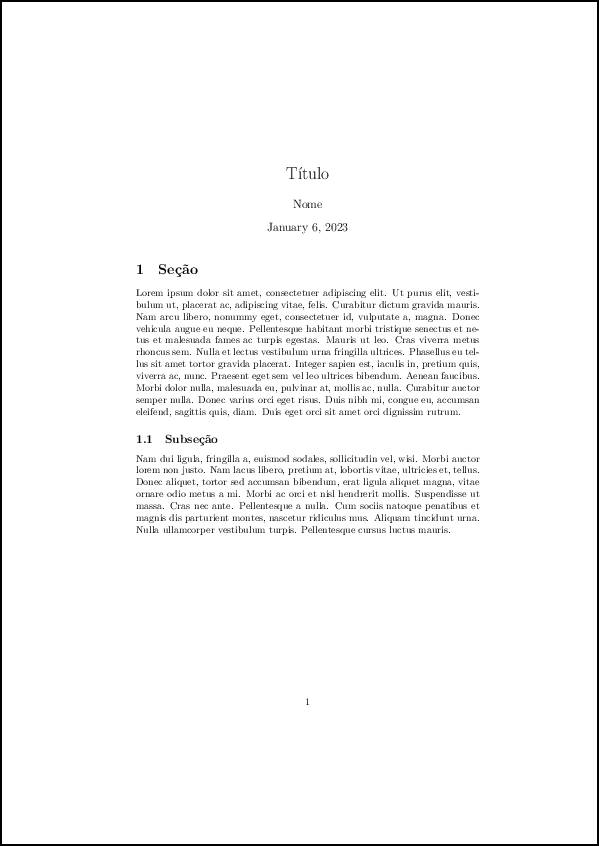 Título
Nome
January 6, 2023
1 Seção
Lorem ipsum dolor sit amet, consectetuer adipiscing elit. Ut purus elit, vesti-
bulum ut, placerat ac, adipiscing vitae, felis. Curabitur dictum gravida mauris.
Nam arcu libero, nonummy eget, consectetuer id, vulputate a, magna. Donec
vehicula augue eu neque. Pellentesque habitant morbi tristique senectus et ne-
tus et malesuada fames ac turpis egestas. Mauris ut leo. Cras viverra metus
rhoncus sem. Nulla et lectus vestibulum urna fringilla ultrices. Phasellus eu tel-
lus sit amet tortor gravida placerat. Integer sapien est, iaculis in, pretium quis,
viverra ac, nunc. Praesent eget sem vel leo ultrices bibendum. Aenean faucibus.
Morbi dolor nulla, malesuada eu, pulvinar at, mollis ac, nulla. Curabitur auctor
semper nulla. Donec varius orci eget risus. Duis nibh mi, congue eu, accumsan
eleifend, sagittis quis, diam. Duis eget orci sit amet orci dignissim rutrum.
1.1 Subseção
Nam dui ligula, fringilla a, euismod sodales, sollicitudin vel, wisi. Morbi auctor
lorem non justo. Nam lacus libero, pretium at, lobortis vitae, ultricies et, tellus.
Donec aliquet, tortor sed accumsan bibendum, erat ligula aliquet magna, vitae
ornare odio metus a mi. Morbi ac orci et nisl hendrerit mollis. Suspendisse ut
massa. Cras nec ante. Pellentesque a nulla. Cum sociis natoque penatibus et
magnis dis parturient montes, nascetur ridiculus mus. Aliquam tincidunt urna.
Nulla ullamcorper vestibulum turpis. Pellentesque cursus luctus mauris.
1